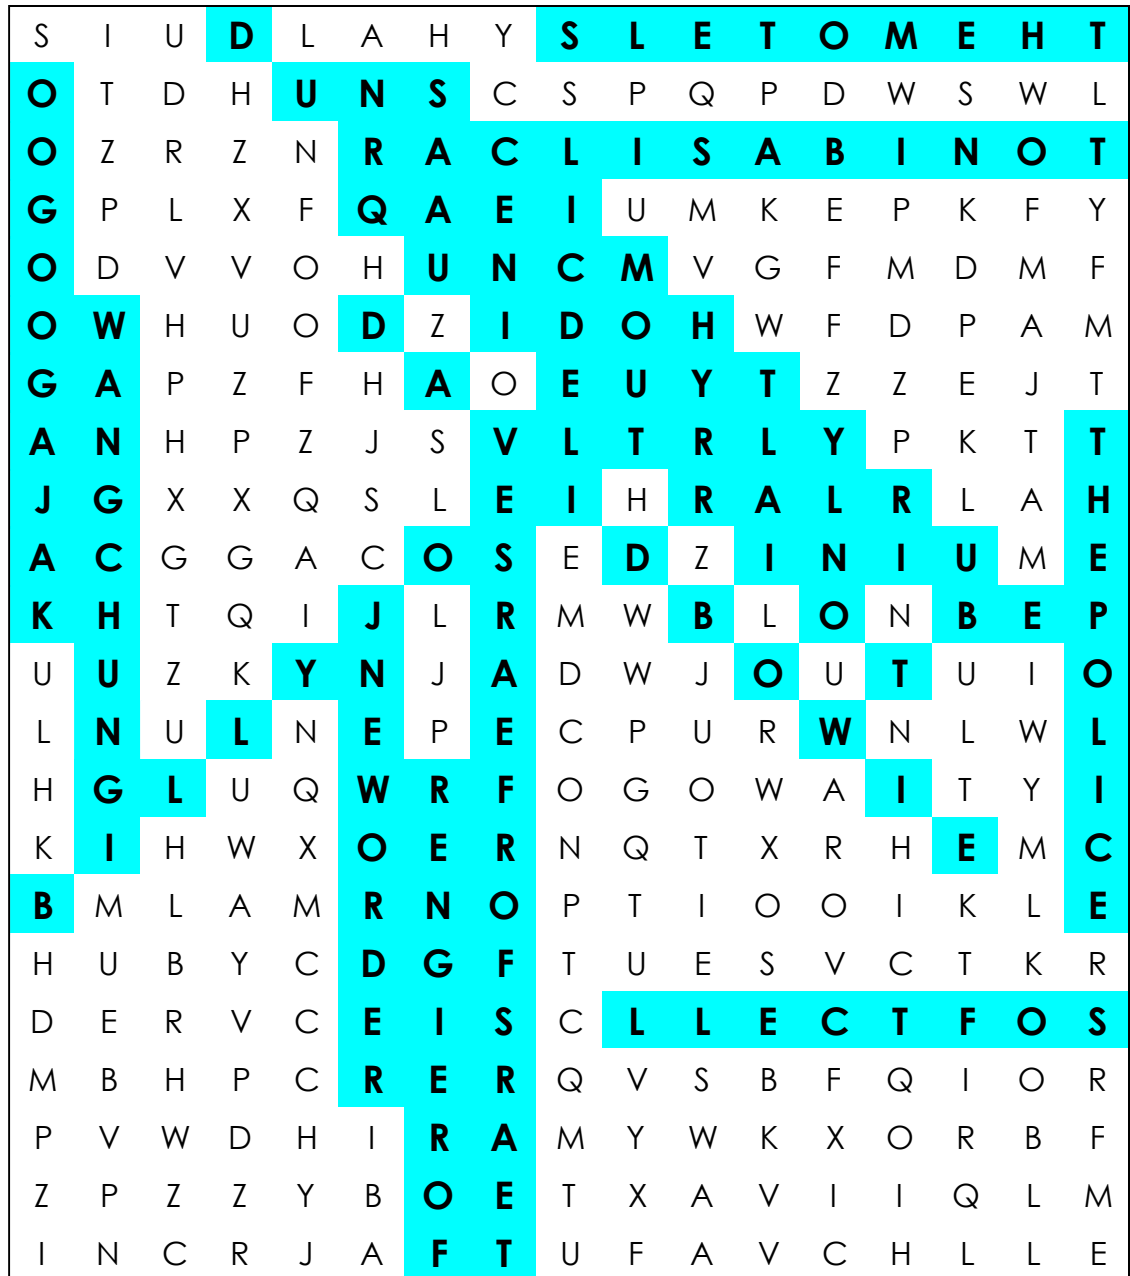 S I U D L A H Y S L E T O M E H T
O T D H U N S C S P Q P D W S W L
O Z R Z N R A C L I S A B I N O T
G P L X F Q A E I U M K E P K F Y
O D V V O H U N C M V G F M D M F
O W H U O D Z I D O H W F D P A M
G A P Z F H A O E U Y T Z Z E J T
A N H P Z J S V L T R L Y P K T T
J G X X Q S L E I H R A L R L A H
A C G G A C O S E D Z I N I U M E
K H T Q I J L R M W B L O N B E P
U U Z K Y N J A D W J O U T U I O
L N U L N E P E C P U R W N L W L
H G L U Q W R F O G O W A I T Y I
K I H W X O E R N Q T X R H E M C
B M L A M R N O P T I O O I K L E
H U B Y C D G F T U E S V C T K R
D E R V C E I S C L L E C T F O S
M B H P C R E R Q V S B F Q I O R
P V W D H I R A M Y W K X O R B F
Z P Z Z Y B O E T X A V I I Q L M
I N C R J A F T U F A V C H L L E